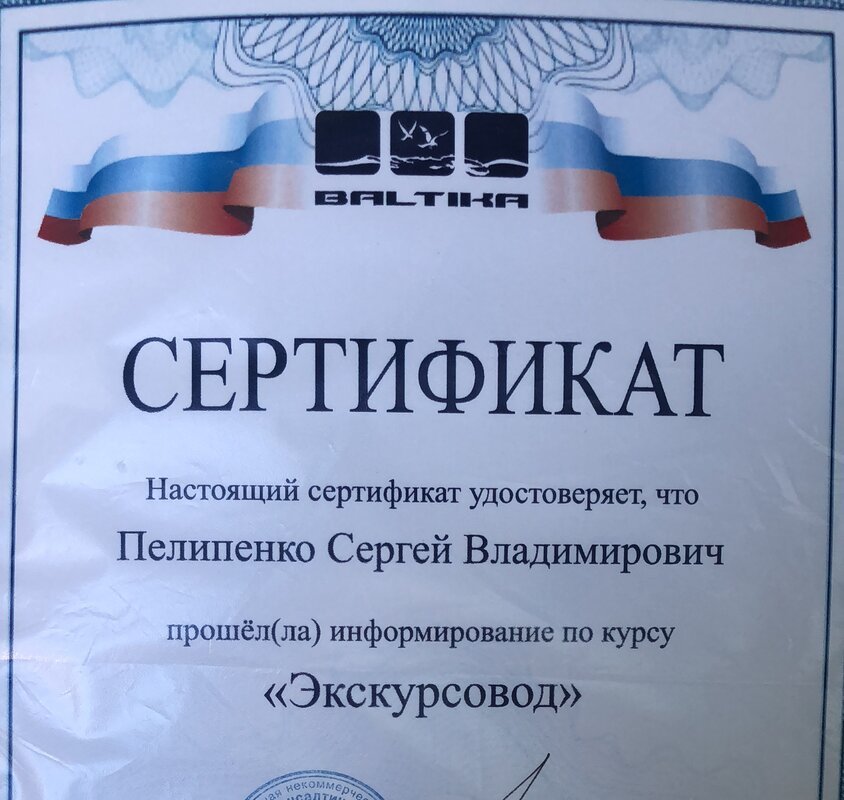 BALTIKA
СЕРТИФИКАТ
Настоящий сертификат удостоверяет, что
Пелипенко Сергей Владимирович
прошёл(ла) информирование по курсу
«Экскурсовод»